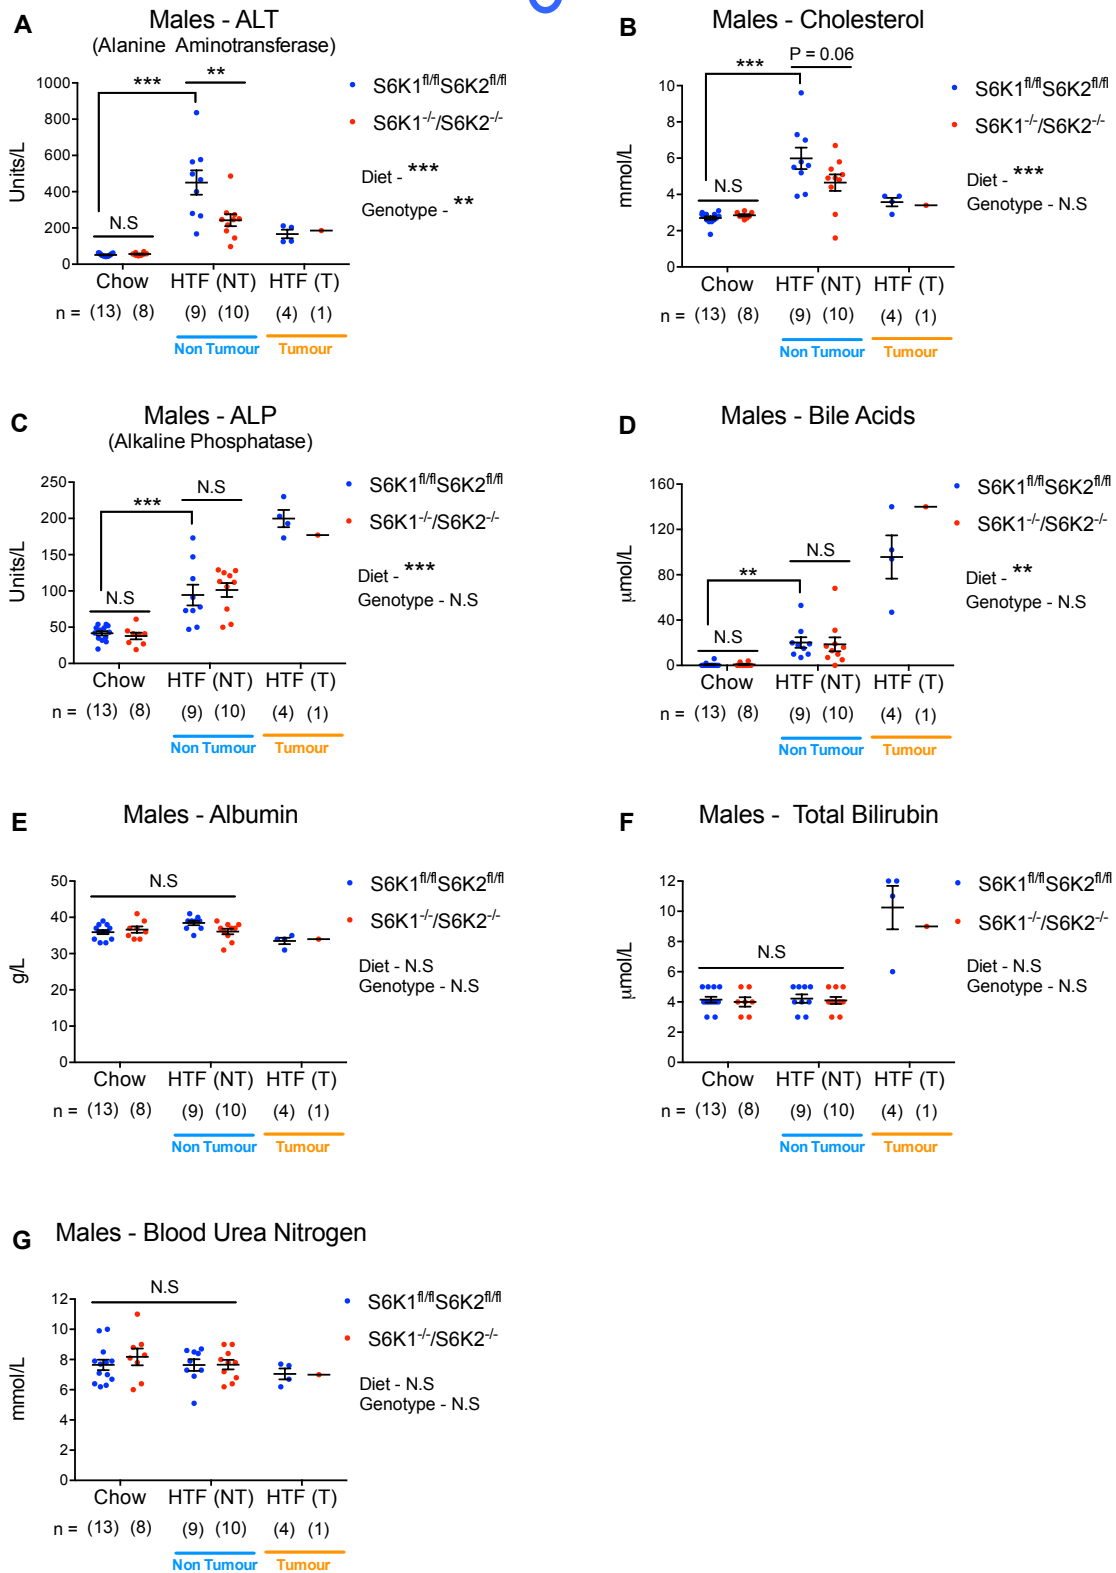 A
Males - ALT
(Alanine Aminotransferase)
Units/L
1000
800
600
400
200
0
***
**
N.S
S6K1fl/flS6K2fl/fl
S6K1-/-/S6K2-/-
Diet - ***
Genotype - **
Chow HTF (NT) HTF (T)
n = (13) (8) (9) (10) (4) (1)
Non Tumour Tumour
B
Males - Cholesterol
mmol/L
10
8
6
4
2
0
***
P = 0.06
N.S
S6K1fl/flS6K2fl/fl
S6K1-/-/S6K2-/-
Diet - ***
Genotype - N.S
Chow HTF (NT) HTF (T)
n = (13) (8) (9) (10) (4) (1)
Non Tumour Tumour
C
Males - ALP
(Alkaline Phosphatase)
Units/L
250
200
150
100
50
0
***
N.S
N.S
S6K1fl/flS6K2fl/fl
S6K1-/-/S6K2-/-
Diet - ***
Genotype - N.S
Chow HTF (NT) HTF (T)
n = (13) (8) (9) (10) (4) (1)
Non Tumour Tumour
D
Males - Bile Acids
µmol/L
160
120
80
40
0
**
N.S
N.S
S6K1fl/flS6K2fl/fl
S6K1-/-/S6K2-/-
Diet - **
Genotype - N.S
Chow HTF (NT) HTF (T)
n = (13) (8) (9) (10) (4) (1)
Non Tumour Tumour
E
Males - Albumin
g/L
50
40
30
20
10
0
N.S
S6K1fl/flS6K2fl/fl
S6K1-/-/S6K2-/-
Diet - N.S
Genotype - N.S
Chow HTF (NT) HTF (T)
n = (13) (8) (9) (10) (4) (1)
Non Tumour Tumour
F
Males - Total Bilirubin
µmol/L
12
10
8
6
4
2
0
N.S
S6K1fl/flS6K2fl/fl
S6K1-/-/S6K2-/-
Diet - N.S
Genotype - N.S
Chow HTF (NT) HTF (T)
n = (13) (8) (9) (10) (4) (1)
Non Tumour Tumour
G
Males - Blood Urea Nitrogen
mmol/L
12
10
8
6
4
2
0
N.S
S6K1fl/flS6K2fl/fl
S6K1-/-/S6K2-/-
Diet - N.S
Genotype - N.S
Chow HTF (NT) HTF (T)
n = (13) (8) (9) (10) (4) (1)
Non Tumour Tumour